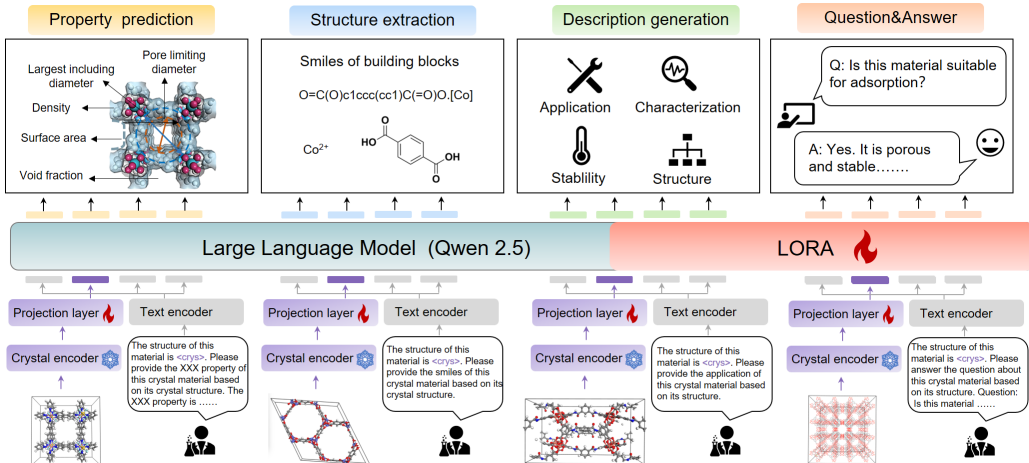 Property prediction
Structure extraction
Description generation
Question&Answer
Largest including
diameter
Pore limiting
diameter
Density
Surface area
Void fraction
Smiles of building blocks
O=C(O)c1ccc(cc1)C(=O)O.[Co]
Co2+
O
HO
OH
O
Application
Characterization
Stablility
Structure
Q: Is this material suitable
for adsorption?
A: Yes. It is porous
and stable…….
Large Language Model (Qwen 2.5)
LORA
Projection layer
Text encoder
Crystal encoder
The structure of this
material is <crys>. Please
provide the XXX property of
this crystal material based
on its crystal structure. The
XXX property is ……
Projection layer
Text encoder
Crystal encoder
The structure of this
material is <crys>. Please
provide the smiles of this
crystal material based on its
crystal structure.
Projection layer
Text encoder
Crystal encoder
The structure of this
material is <crys>. Please
provide the application of
this crystal material based
on its structure.
Projection layer
Text encoder
Crystal encoder
The structure of this
material is <crys>. Please
answer the question about
this crystal material based
on its structure. Question:
Is this material ……